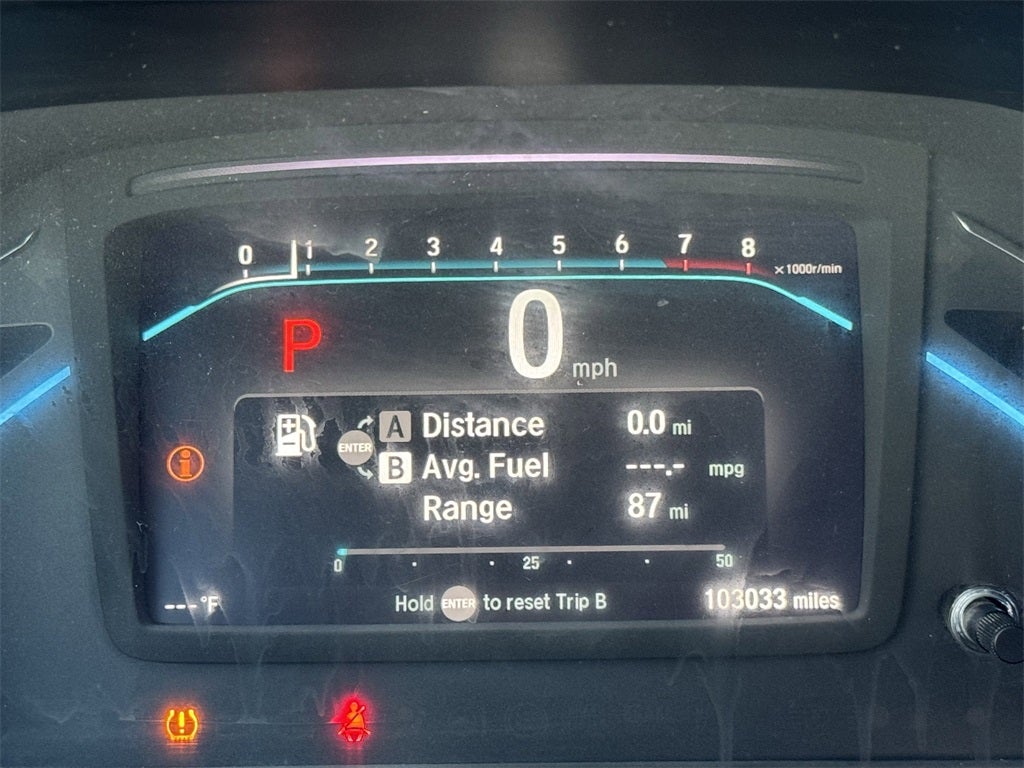 0 1 2 3 4 5 6 7 8
×1000r/min
P
0 mph
A Distance 0.0 mi
ENTER
B Avg. Fuel ---.- mpg
Range 87 mi
0 25 50
---°F
Hold ENTER to reset Trip B
103033 miles